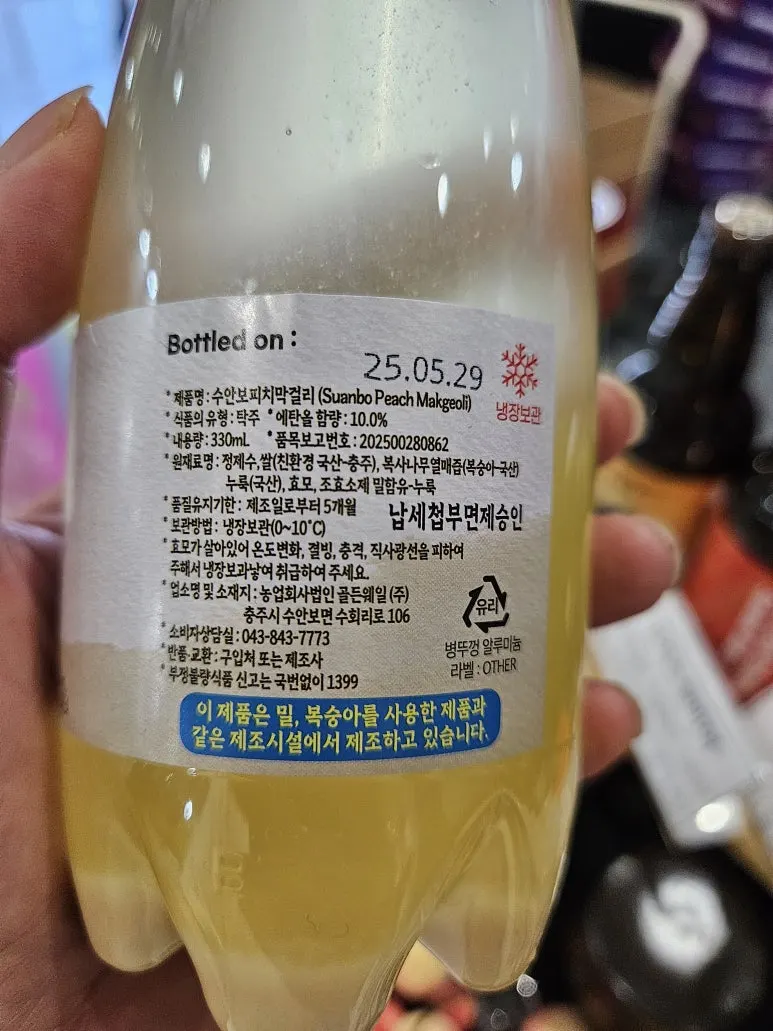 Bottled on :
25.05.29
냉장보관
* 제품명 : 수안보피치막걸리 (Suanbo Peach Makgeoli)
* 식품의 유형 : 탁주 * 에탄올 함량 : 10.0%
* 내용량 : 330mL * 품목보고번호 : 202500280862
* 원재료명 : 정제수, 쌀(친환경 국산-충주), 복사나무열매즙(복숭아-국산)
누룩(국산), 효모, 조효소제 밀함유-누룩
* 품질유지기한 : 제조일로부터 5개월
납세첩부면제승인
* 보관방법 : 냉장보관(0~10℃)
* 효모가 살아있어 온도변화, 결빙, 충격, 직사광선을 피하여
주해서 냉장보과낳여 취급하여 주세요.
* 업소명 및 소재지 : 농업회사법인 골든웨일 (주)
충주시 수안보면 수회리로 106
* 소비자상담실 : 043-843-7773
* 반품·교환 : 구입처 또는 제조사
* 부정불량식품 신고는 국번없이 1399
유리
병뚜껑 알루미늄
라벨 : OTHER
이 제품은 밀, 복숭아를 사용한 제품과
같은 제조시설에서 제조하고 있습니다.